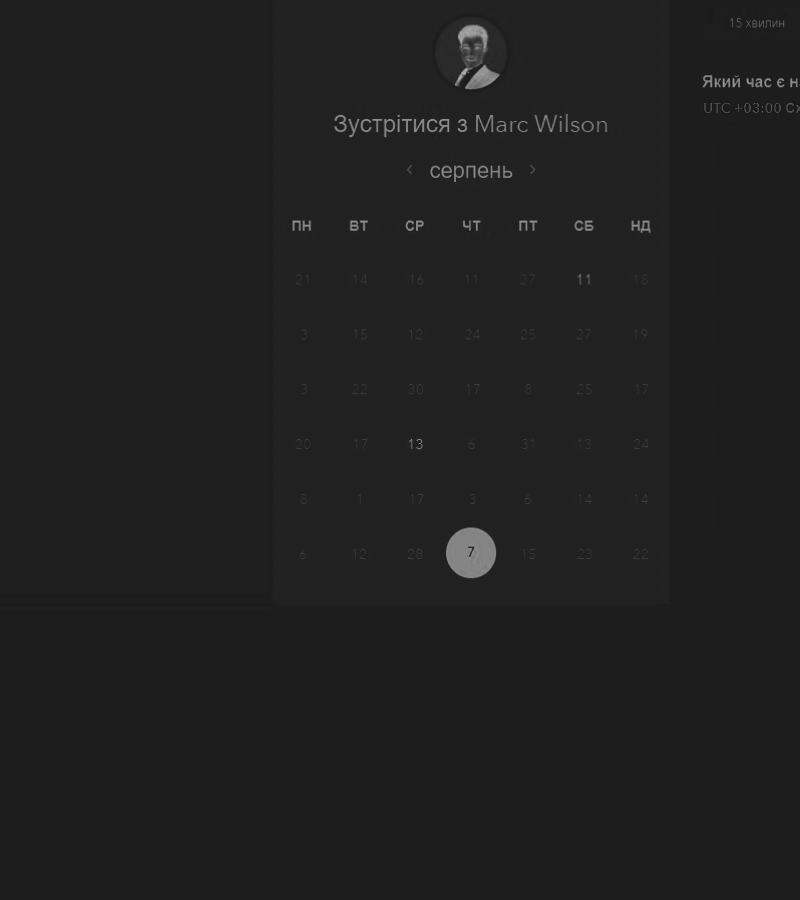 15 хвилин
Який час є н
UTC +03:00 Сх
Зустрітися з Marc Wilson
серпень
ПН ВТ СР ЧТ ПТ СБ НД
21 14 16 11 27 11 18
3 15 12 24 25 27 19
3 22 30 17 8 25 17
20 17 13 6 31 13 24
8 1 17 3 6 14 14
6 12 28 7 15 23 22